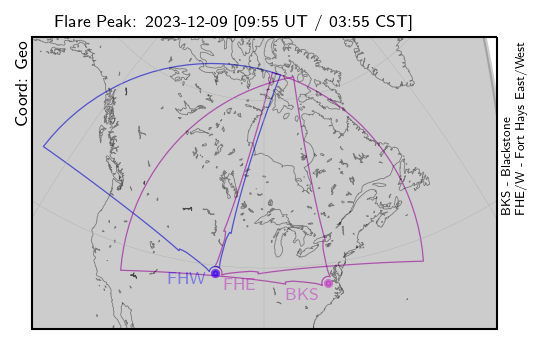 Flare Peak: 2023-12-09 [09:55 UT / 03:55 CST]
Coord: Geo
FHW
FHE
BKS
BKS - Blackstone
FHE/W - Fort Hays East/West